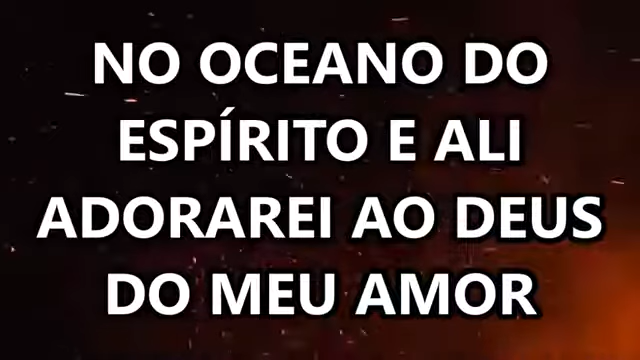 NO OCEANO DO
ESPÍRITO E ALI
ADORAREI AO DEUS
DO MEU AMOR